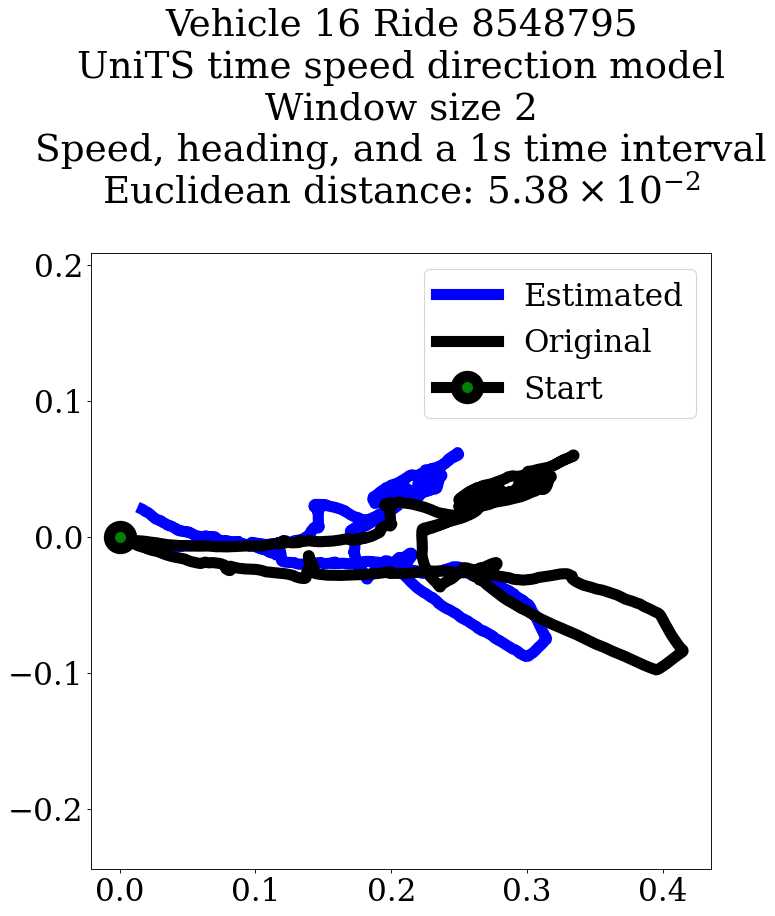 Vehicle 16 Ride 8548795
UniTS time speed direction model
Window size 2
Speed, heading, and a 1s time interval
Euclidean distance: 5.38 × 10⁻²
Estimated
Original
Start
0.2
0.1
0.0
−0.1
−0.2
0.0 0.1 0.2 0.3 0.4